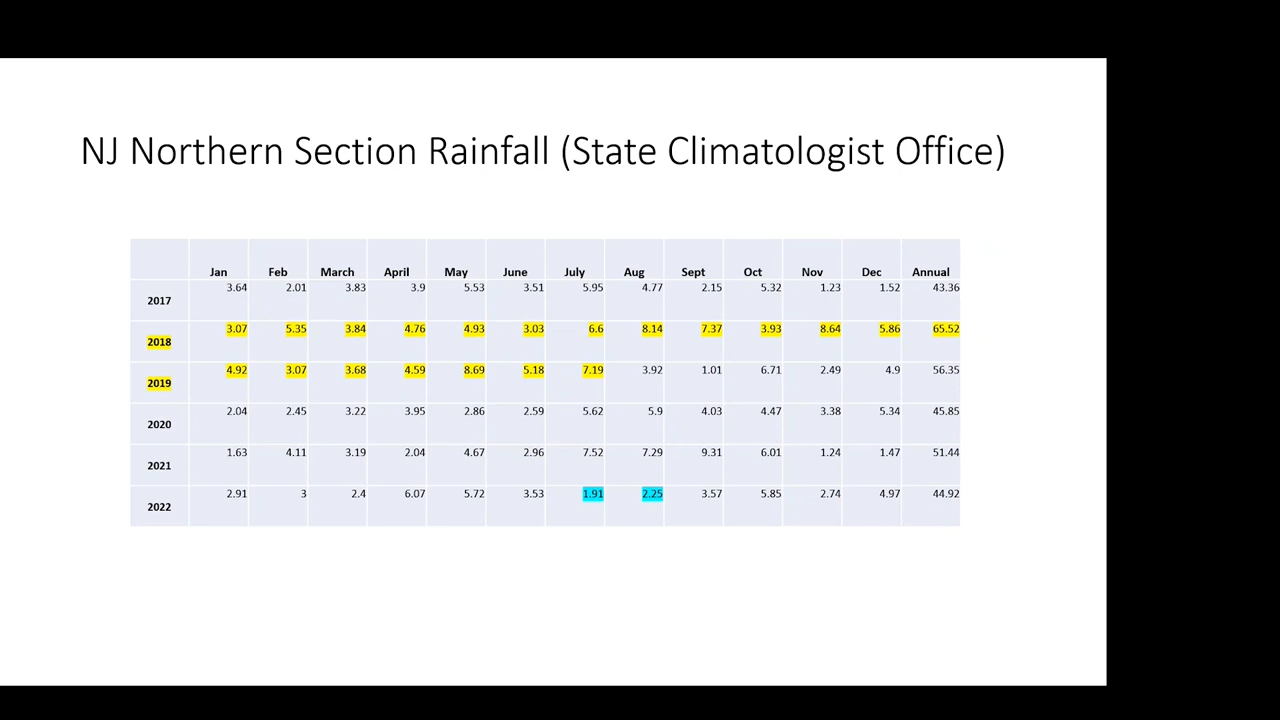 NJ Northern Section Rainfall (State Climatologist Office)
Jan Feb March April May June July Aug Sept Oct Nov Dec Annual
2017 3.64 2.01 3.83 3.9 5.53 3.51 5.95 4.77 2.15 5.32 1.23 1.52 43.36
2018 3.07 5.35 3.84 4.76 4.93 3.03 6.6 8.14 7.37 3.93 8.64 5.86 65.52
2019 4.92 3.07 3.68 4.59 8.69 5.18 7.19 3.92 1.01 6.71 2.49 4.9 56.35
2020 2.04 2.45 3.22 3.95 2.86 2.59 5.62 5.9 4.03 4.47 3.38 5.34 45.85
2021 1.63 4.11 3.19 2.04 4.67 2.96 7.52 7.29 9.31 6.01 1.24 1.47 51.44
2022 2.91 3 2.4 6.07 5.72 3.53 1.91 2.25 3.57 5.85 2.74 4.97 44.92